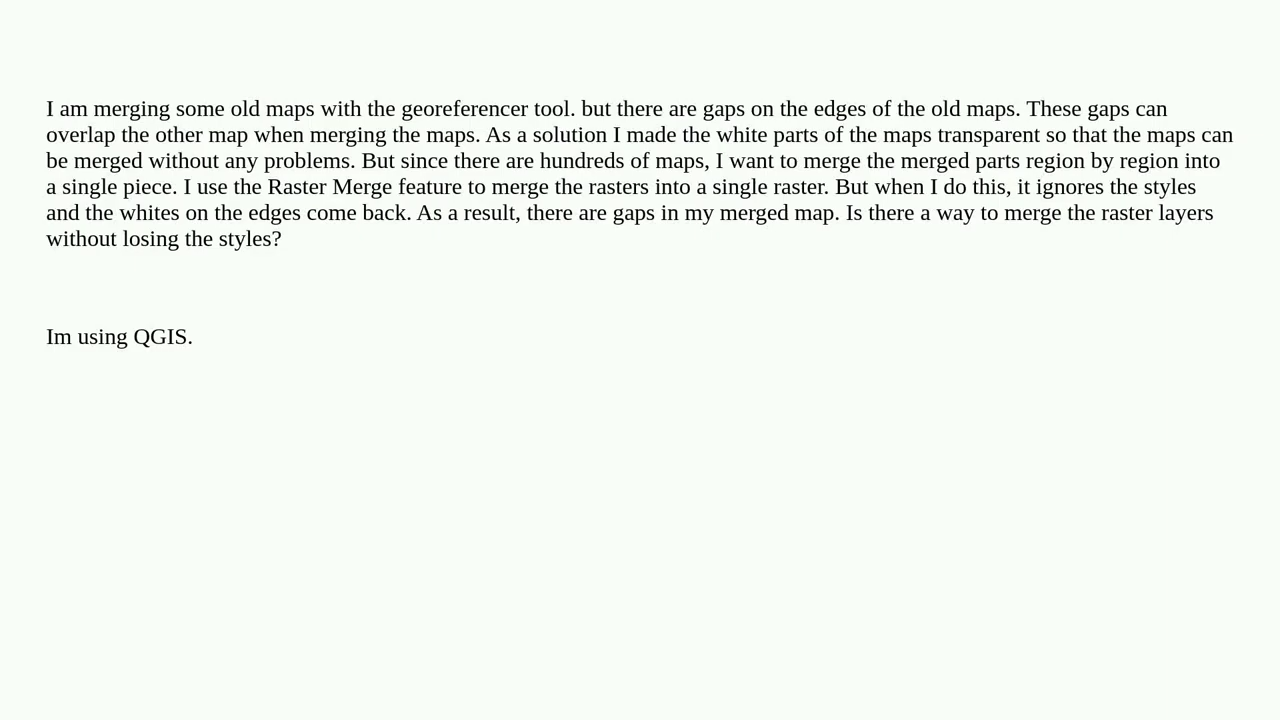 I am merging some old maps with the georeferencer tool. but there are gaps on the edges of the old maps. These gaps can
overlap the other map when merging the maps. As a solution I made the white parts of the maps transparent so that the maps can
be merged without any problems. But since there are hundreds of maps, I want to merge the merged parts region by region into
a single piece. I use the Raster Merge feature to merge the rasters into a single raster. But when I do this, it ignores the styles
and the whites on the edges come back. As a result, there are gaps in my merged map. Is there a way to merge the raster layers
without losing the styles?
Im using QGIS.